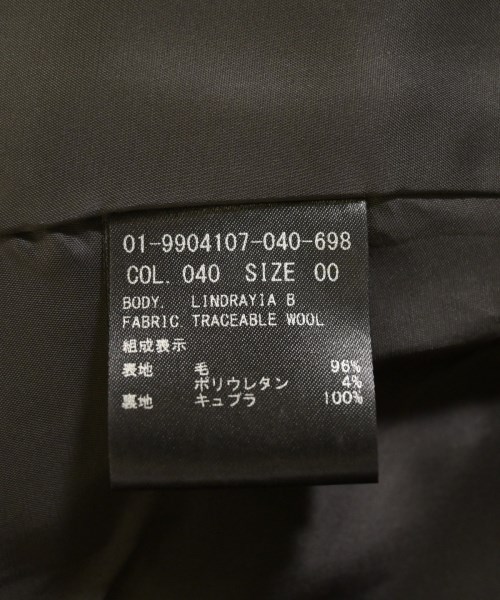 01-9904107-040-698
COL. 040 SIZE 00
BODY. LINDRAYIA B
FABRIC. TRACEABLE WOOL
組成表示
表地 毛 96%
ポリウレタン 4%
裏地 キュプラ 100%